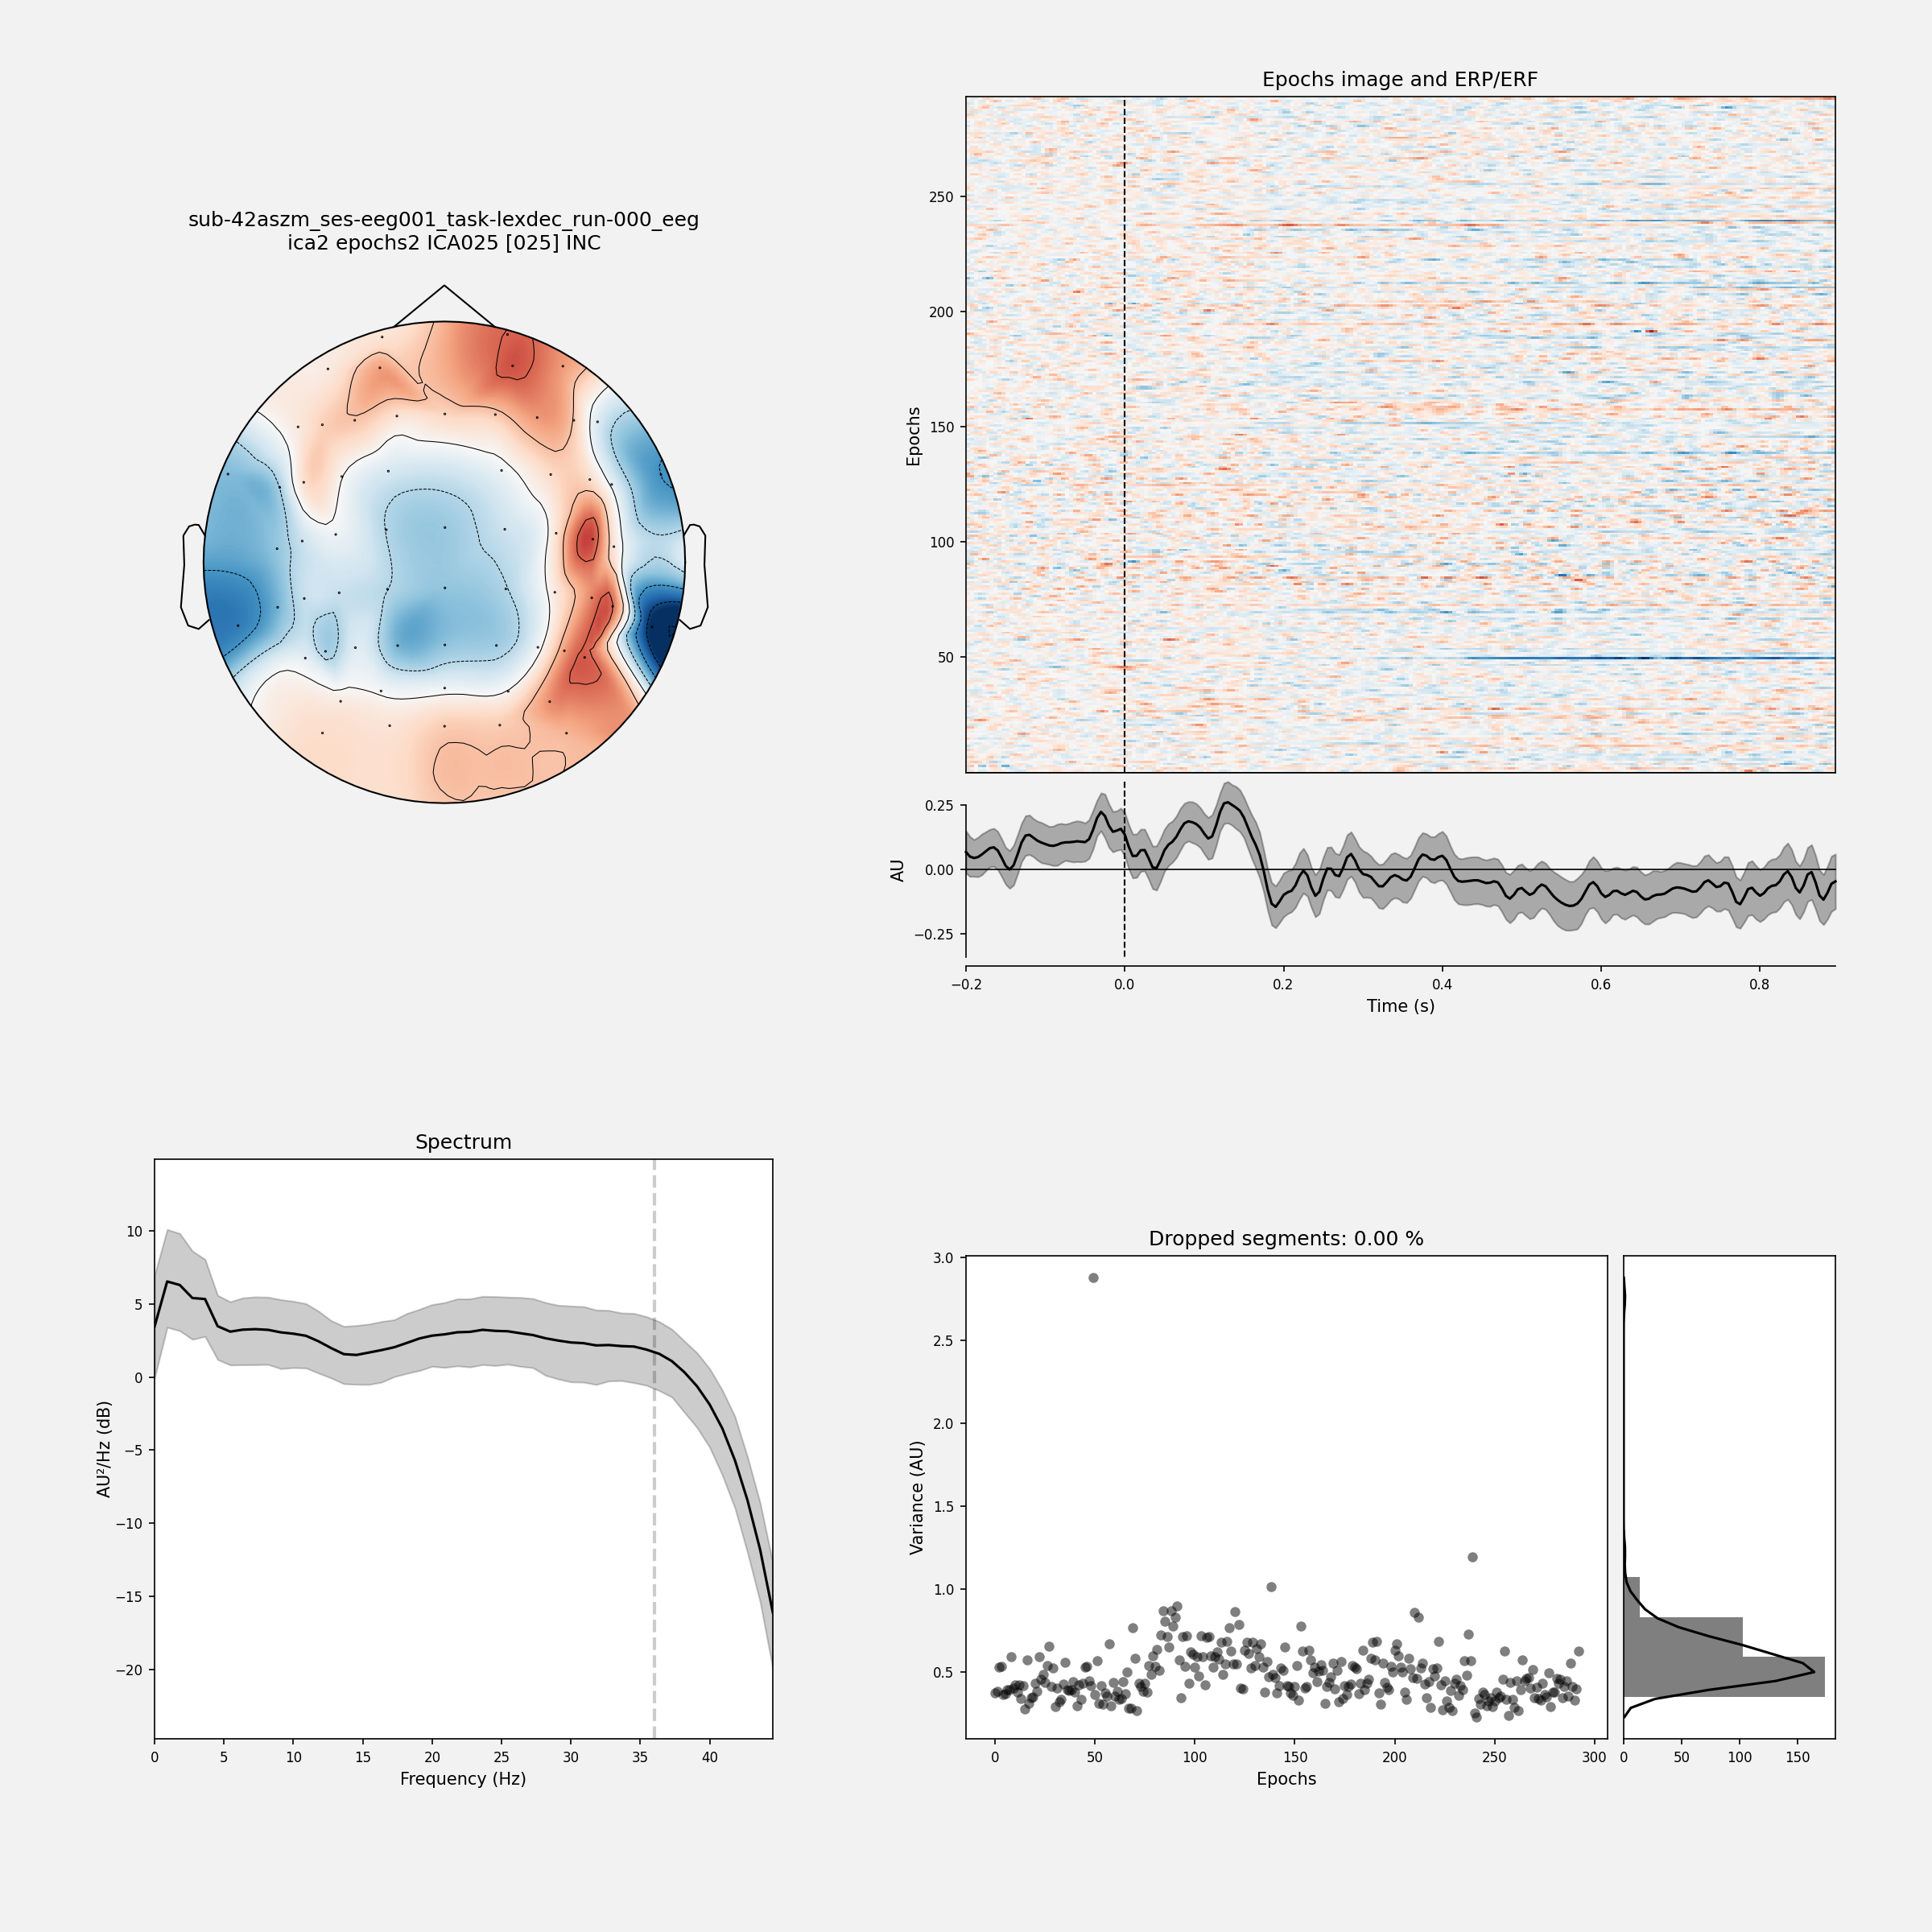 sub-42aszm_ses-eeg001_task-lexdec_run-000_eeg
ica2 epochs2 ICA025 [025] INC
Epochs image and ERP/ERF
Epochs
250
200
150
100
50
AU
0.25
0.00
−0.25
−0.2 0.0 0.2 0.4 0.6 0.8
Time (s)
Spectrum
AU²/Hz (dB)
10
5
0
−5
−10
−15
−20
0 5 10 15 20 25 30 35 40
Frequency (Hz)
Dropped segments: 0.00 %
Variance (AU)
3.0
2.5
2.0
1.5
1.0
0.5
0 50 100 150 200 250 300
Epochs
0 50 100 150